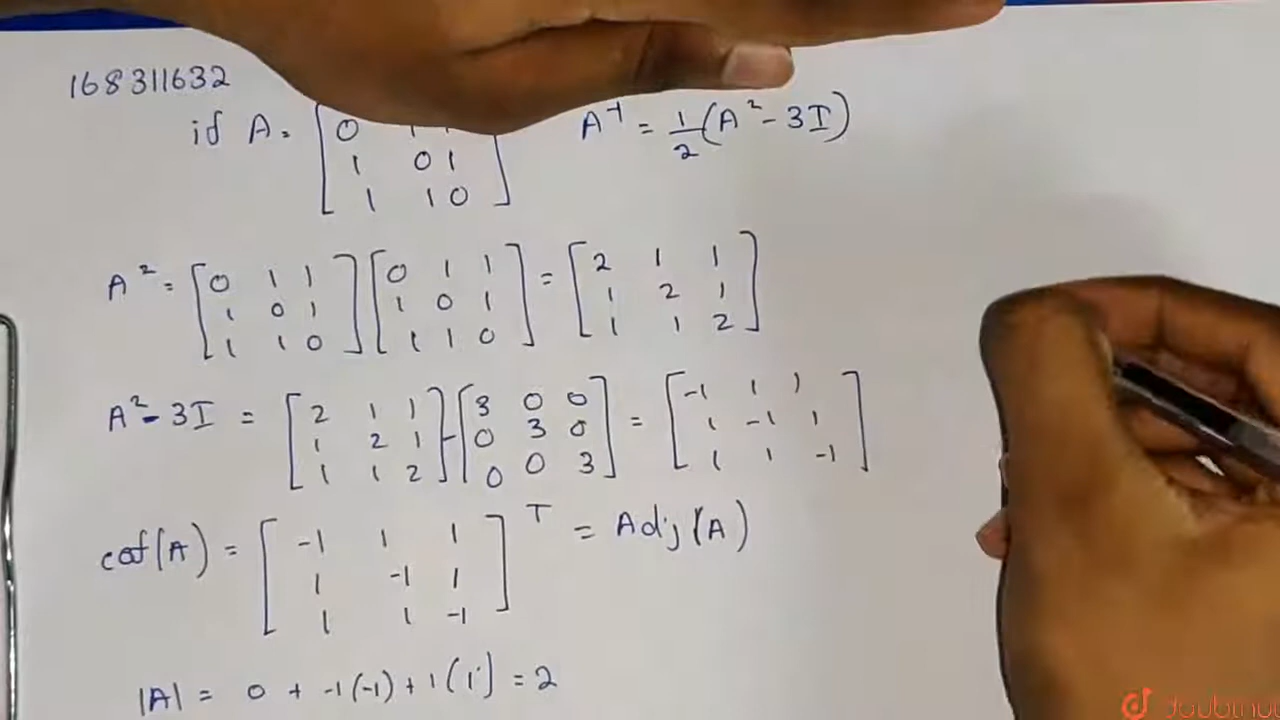 168311632
if A = [0 1 1
1 0 1
1 1 0] A⁻¹ = 1/2 (A² - 3I)
A² = [0 1 1 [0 1 1 = [2 1 1
1 0 1 1 0 1 1 2 1
1 1 0] 1 1 0] 1 1 2]
A² - 3I = [2 1 1 - [3 0 0 = [-1 1 1
1 2 1 0 3 0 1 -1 1
1 1 2] 0 0 3] 1 1 -1]
cof(A) = [-1 1 1 T = Adj(A)
1 -1 1
1 1 -1]
|A| = 0 + -1(-1) + 1(1) = 2
doubtnut